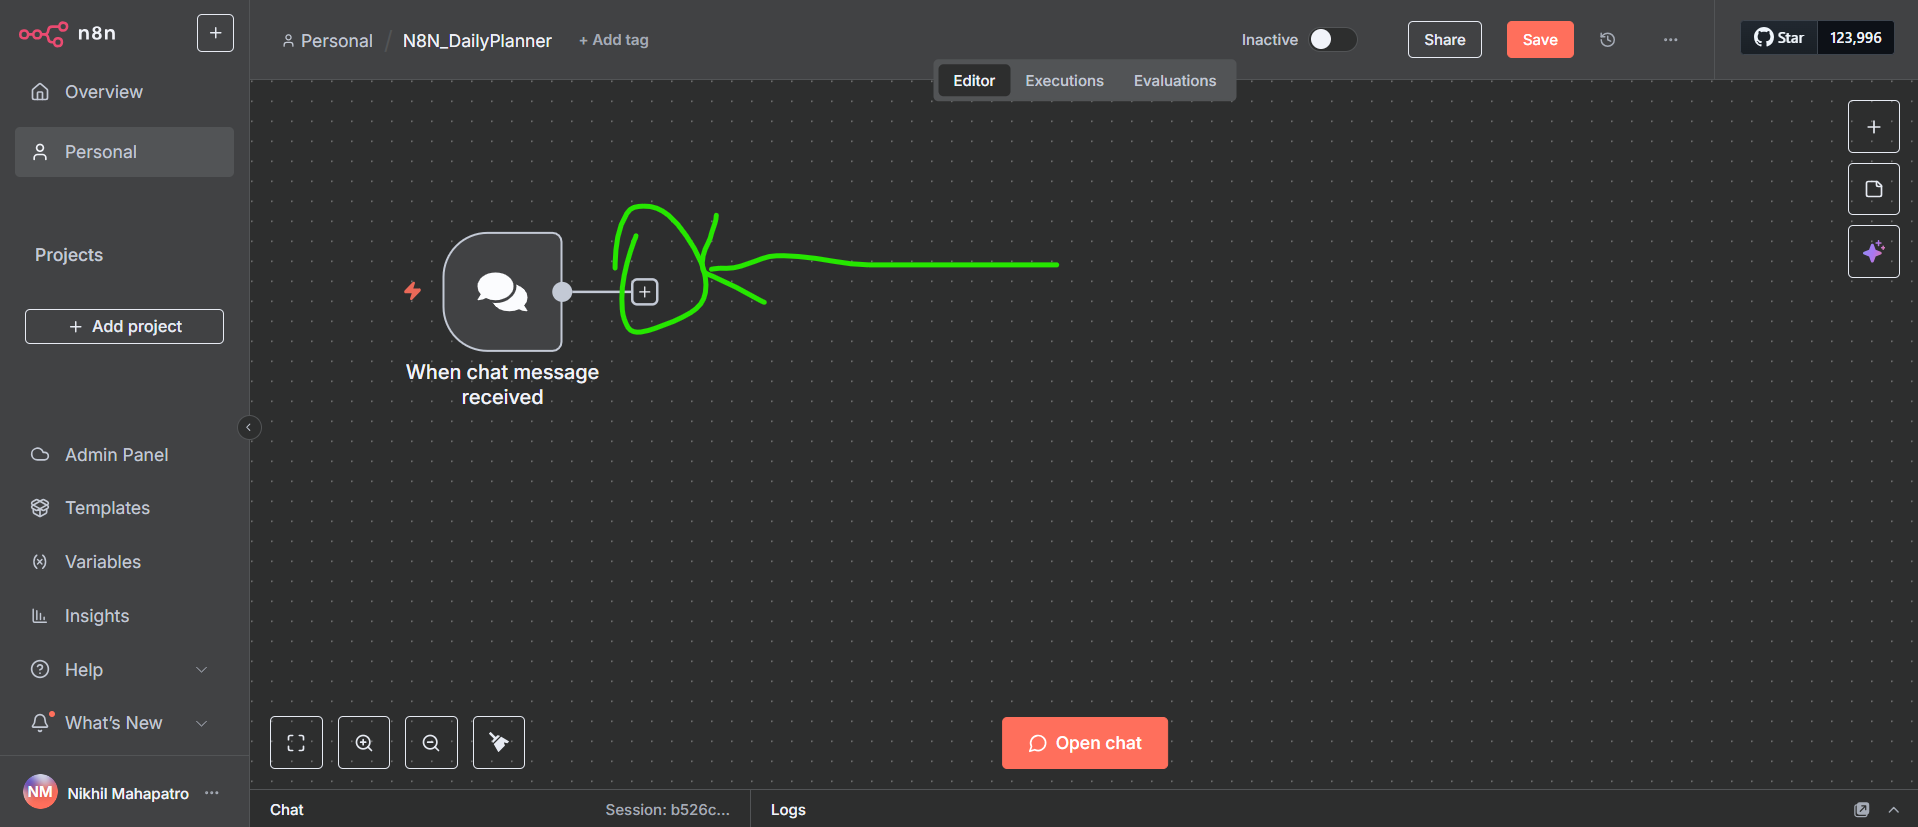 n8n
Personal / N8N_DailyPlanner + Add tag
Inactive
Share
Save
Star 123,996
Editor Executions Evaluations
Overview
Personal
Projects
+ Add project
When chat message
received
Admin Panel
Templates
Variables
Insights
Help
What's New
NM Nikhil Mahapatro
Open chat
Chat
Session: b526c...
Logs